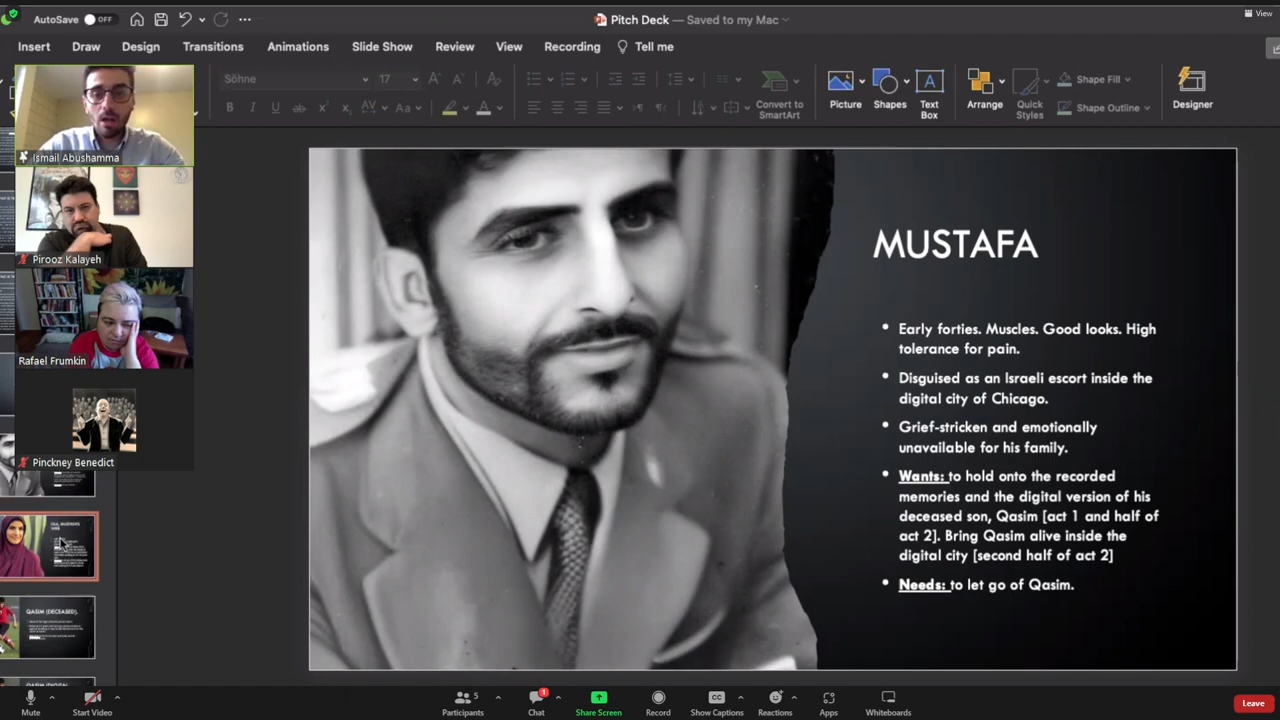 View
AutoSave OFF
Pitch Deck — Saved to my Mac
Insert Draw Design Transitions Animations Slide Show Review View Recording Tell me
Söhne 17
Convert to SmartArt
Picture
Shapes
Text Box
Arrange
Quick Styles
Shape Fill
Shape Outline
Designer
Ismail Abushamma
Pirooz Kalayeh
Rafael Frumkin
Pinckney Benedict
QASIM (DECEASED).
MUSTAFA
• Early forties. Muscles. Good looks. High
tolerance for pain.
• Disguised as an Israeli escort inside the
digital city of Chicago.
• Grief-stricken and emotionally
unavailable for his family.
• Wants: to hold onto the recorded
memories and the digital version of his
deceased son, Qasim [act 1 and half of
act 2]. Bring Qasim alive inside the
digital city [second half of act 2]
• Needs: to let go of Qasim.
Mute
Start Video
Participants 5
Chat 1
Share Screen
Record
Show Captions
Reactions
Apps
Whiteboards
Leave